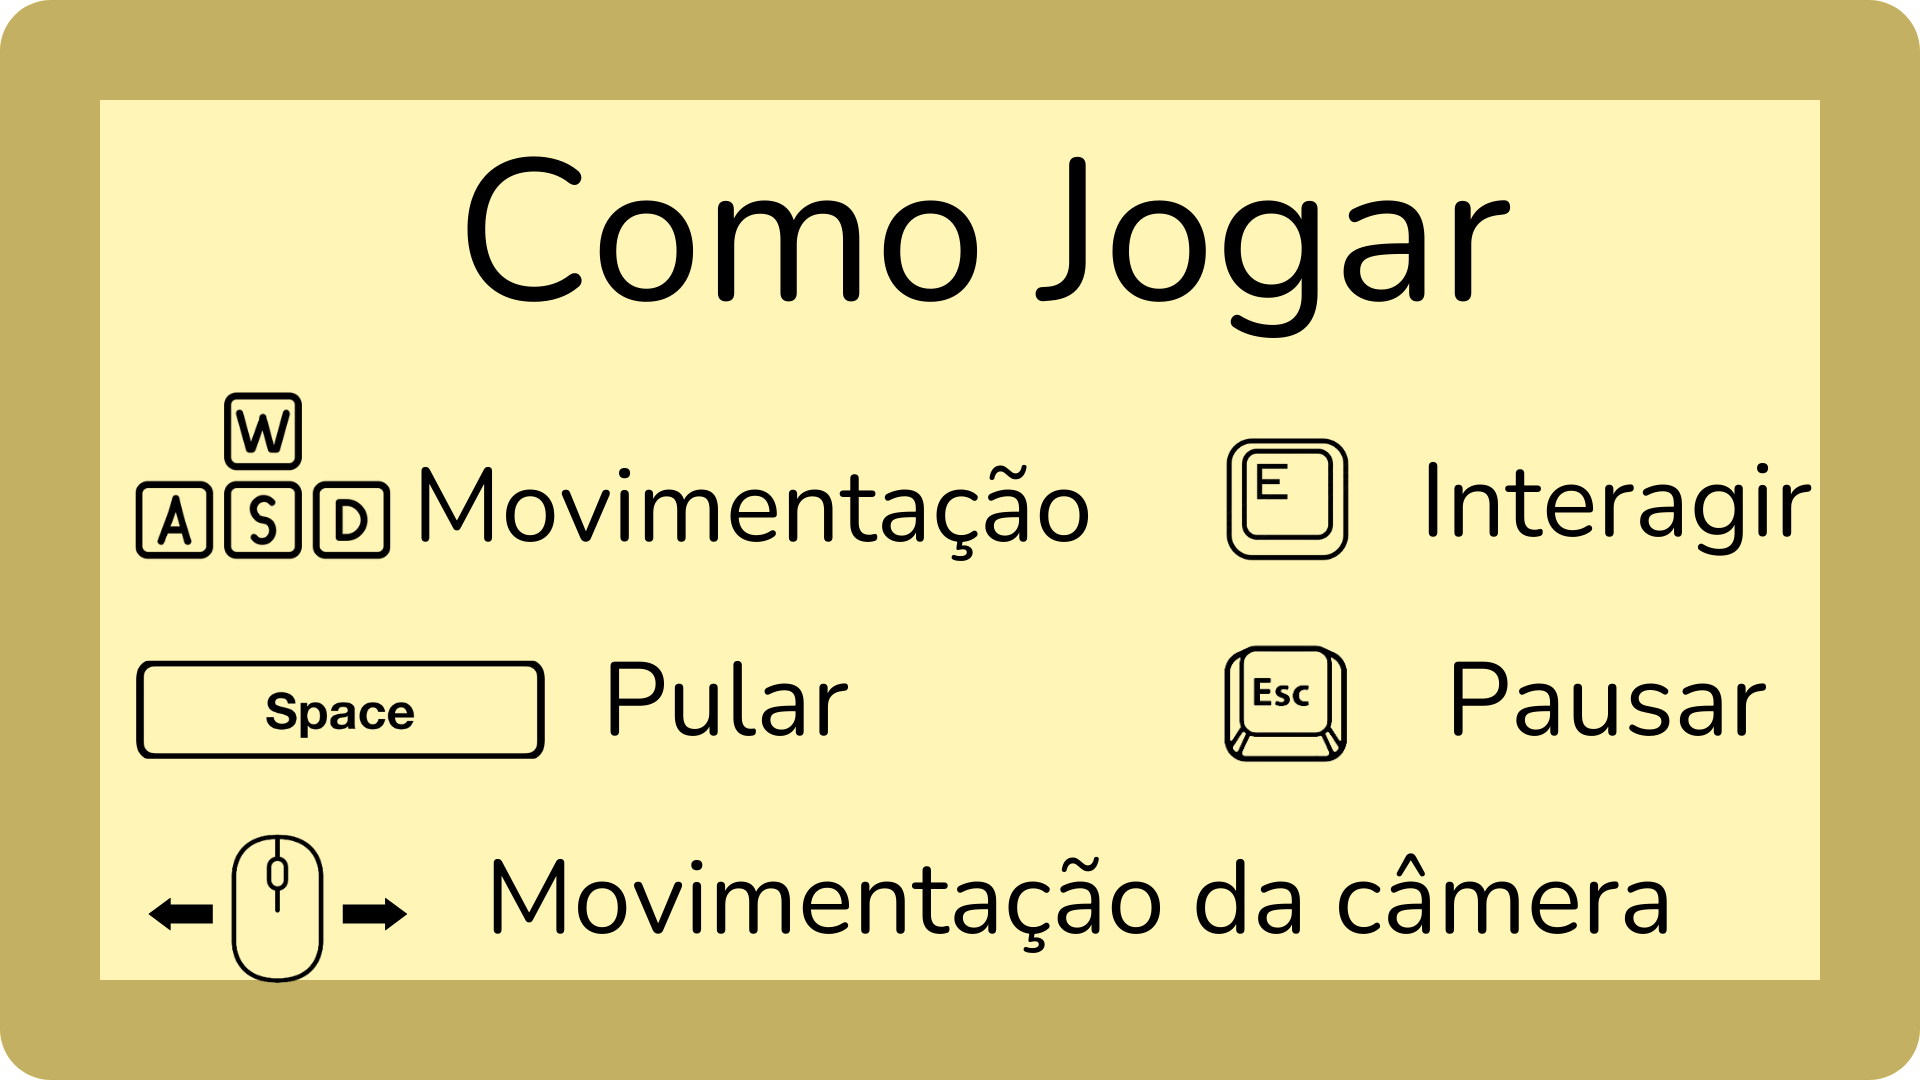 Como Jogar
W
A S D Movimentação
E Interagir
Space Pular
Esc Pausar
Movimentação da câmera